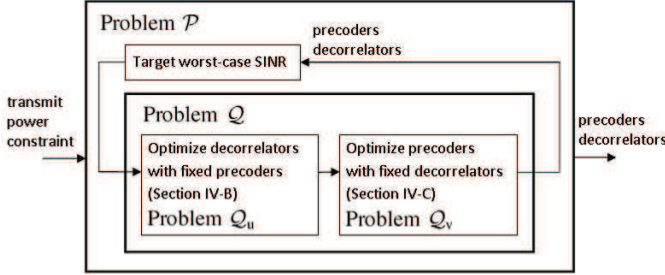 Problem 𝒫
precoders
decorrelators
Target worst-case SINR
transmit
power
constraint
Problem 𝒬
precoders
decorrelators
Optimize decorrelators
with fixed precoders
(Section IV-B)
Problem 𝒬u
Optimize precoders
with fixed decorrelators
(Section IV-C)
Problem 𝒬v